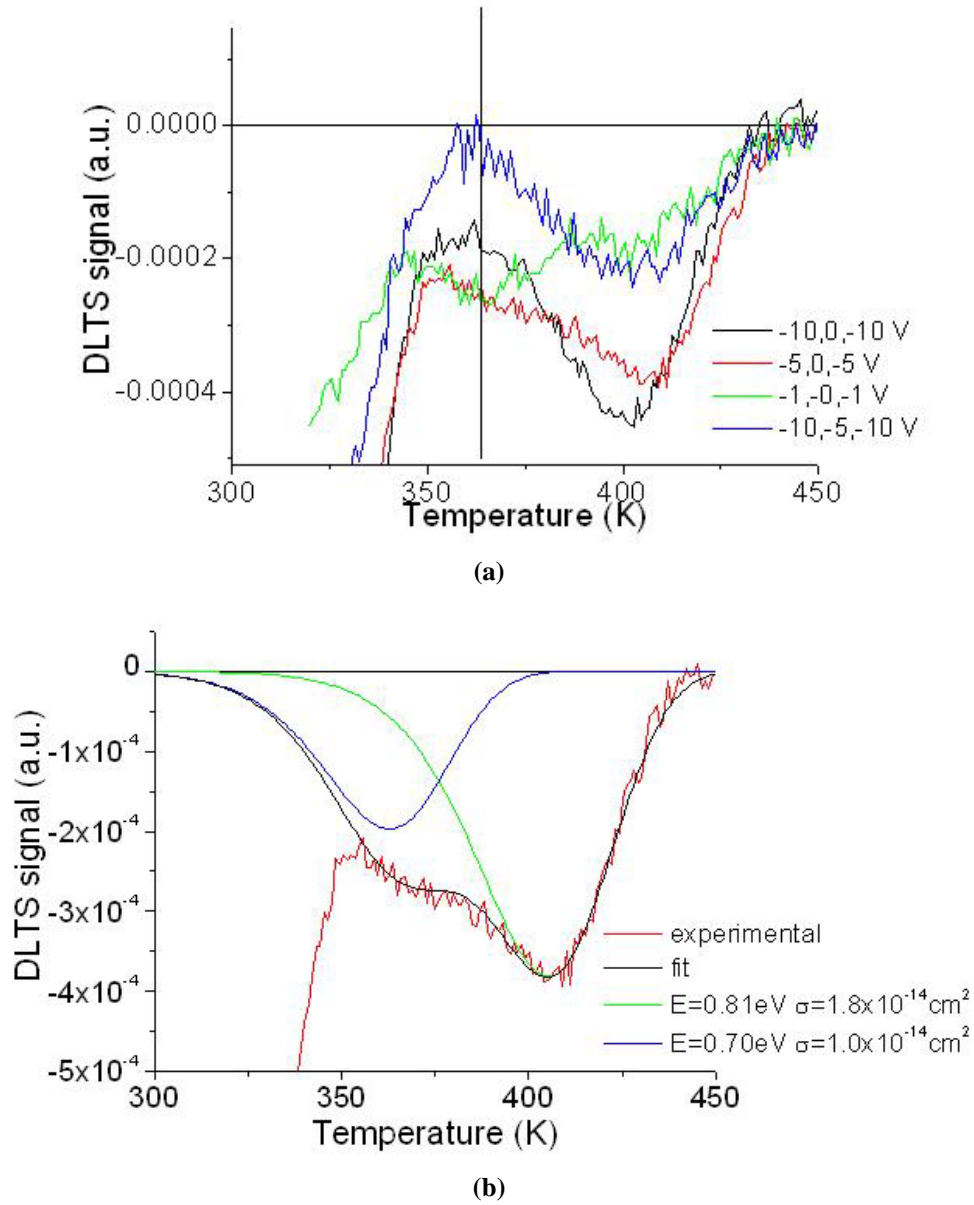 DLTS signal (a.u.)
0.0000
-0.0002
-0.0004
-10,0,-10 V
-5,0,-5 V
-1,-0,-1 V
-10,-5,-10 V
300 350 400 450
Temperature (K)
(a)
DLTS signal (a.u.)
0
-1x10⁻⁴
-2x10⁻⁴
-3x10⁻⁴
-4x10⁻⁴
-5x10⁻⁴
experimental
fit
E=0.81eV σ=1.8x10⁻¹⁴cm²
E=0.70eV σ=1.0x10⁻¹⁴cm²
300 350 400 450
Temperature (K)
(b)